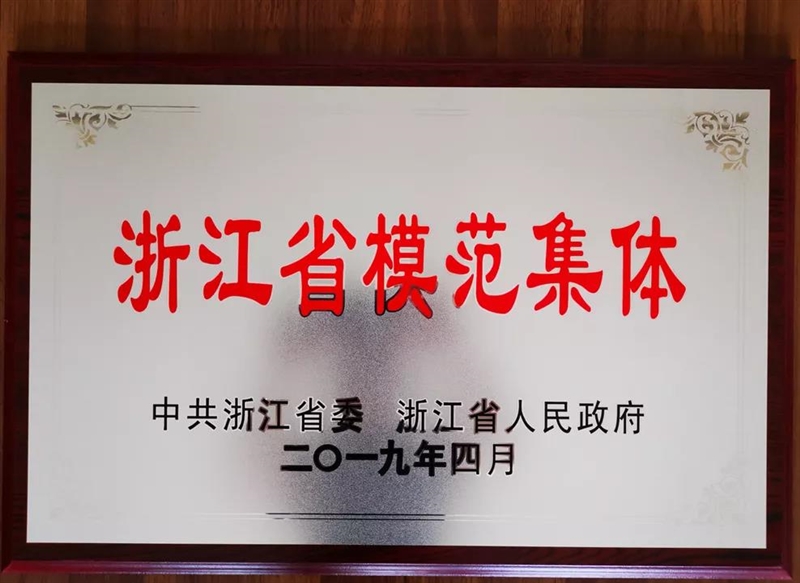 浙江省模范集体
中共浙江省委 浙江省人民政府
二〇一九年四月